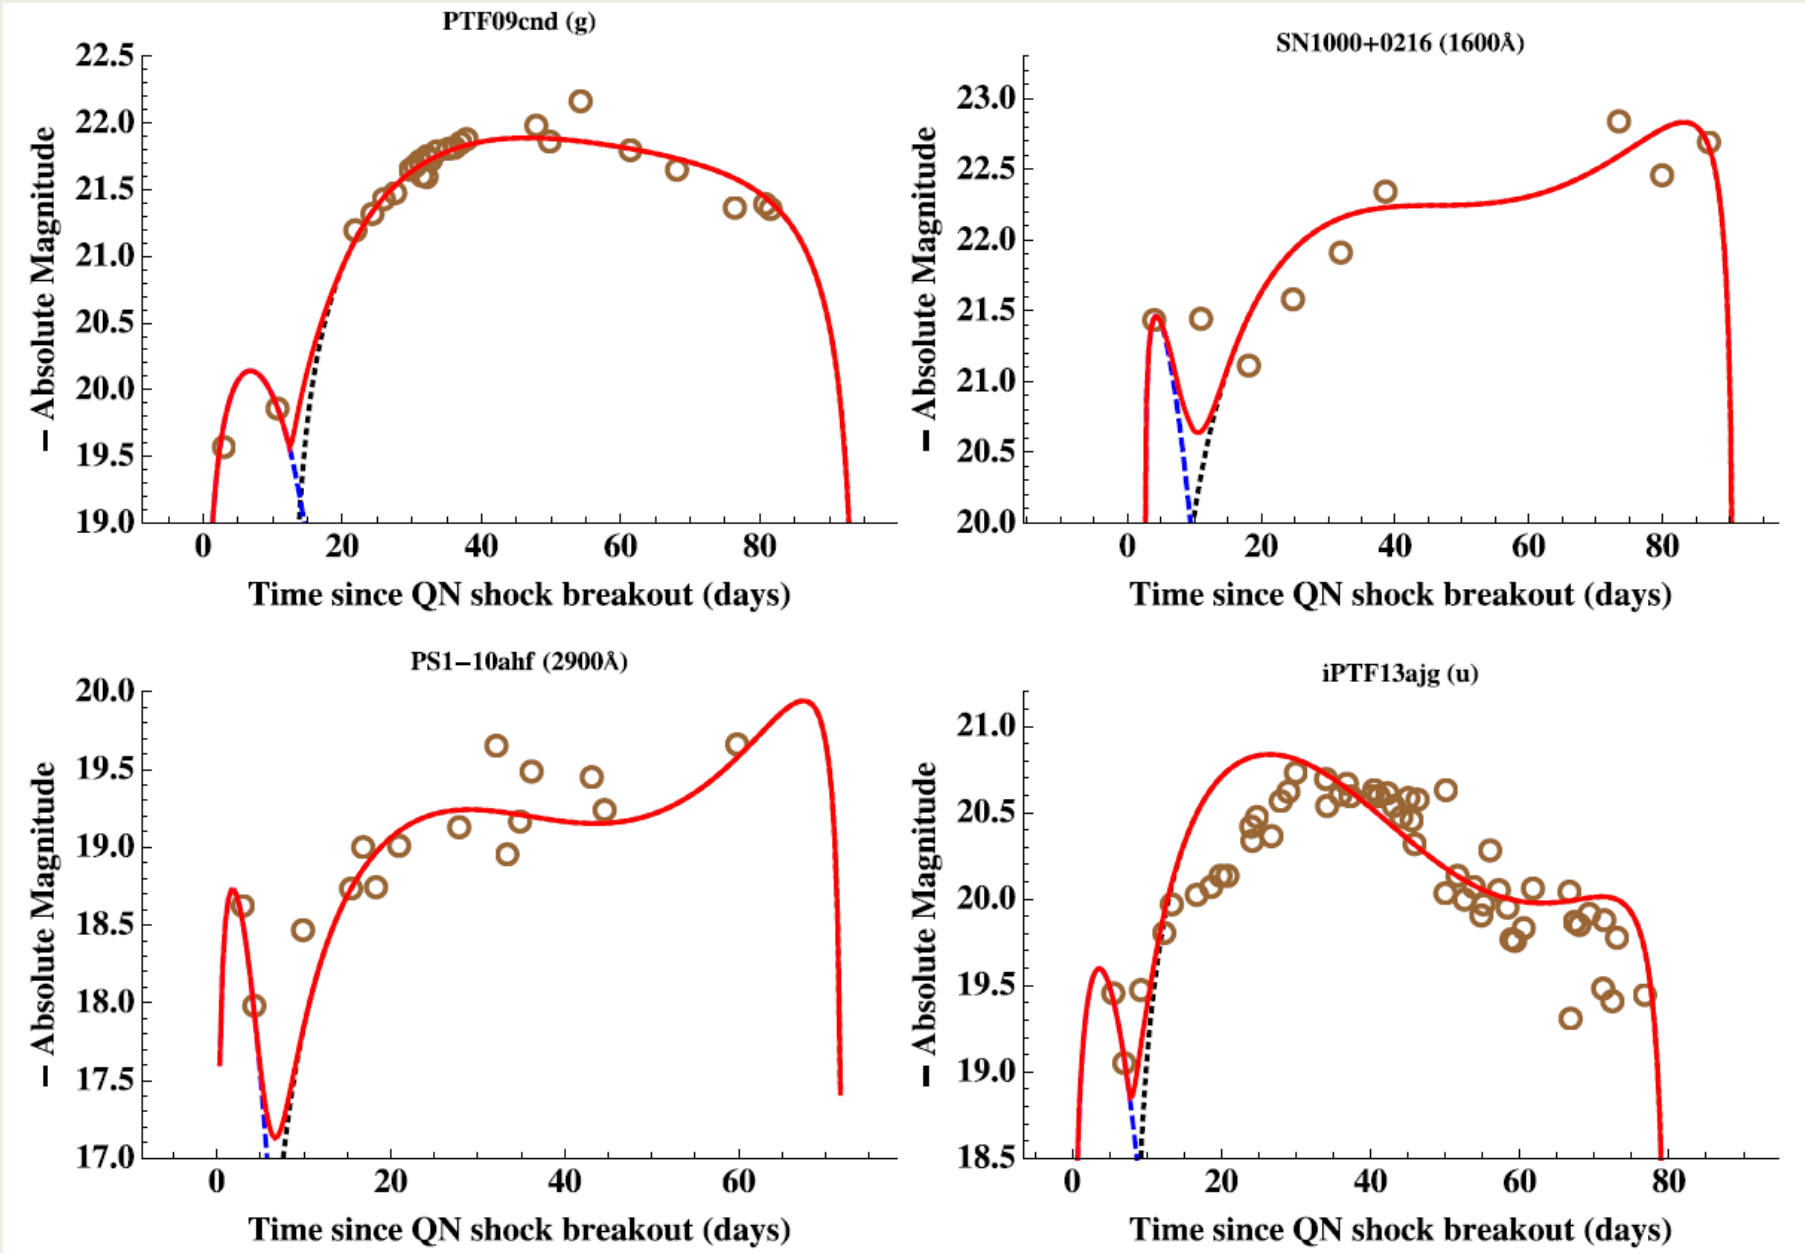 PTF09cnd (g)
22.5
22.0
21.5
21.0
20.5
20.0
19.5
19.0
− Absolute Magnitude
0 20 40 60 80
Time since QN shock breakout (days)
SN1000+0216 (1600Å)
23.0
22.5
22.0
21.5
21.0
20.5
20.0
− Absolute Magnitude
0 20 40 60 80
Time since QN shock breakout (days)
PS1−10ahf (2900Å)
20.0
19.5
19.0
18.5
18.0
17.5
17.0
− Absolute Magnitude
0 20 40 60
Time since QN shock breakout (days)
iPTF13ajg (u)
21.0
20.5
20.0
19.5
19.0
18.5
− Absolute Magnitude
0 20 40 60 80
Time since QN shock breakout (days)